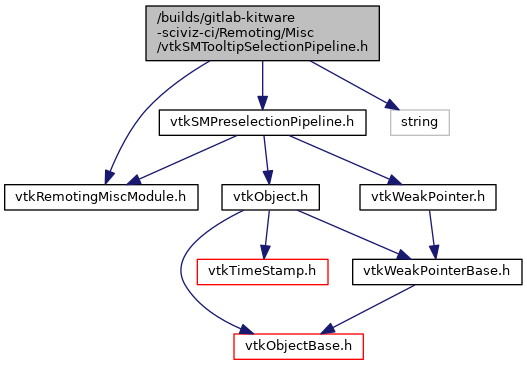 /builds/gitlab-kitware
-sciviz-ci/Remoting/Misc
/vtkSMTooltipSelectionPipeline.h
vtkSMPreselectionPipeline.h
string
vtkRemotingMiscModule.h
vtkObject.h
vtkWeakPointer.h
vtkTimeStamp.h
vtkWeakPointerBase.h
vtkObjectBase.h